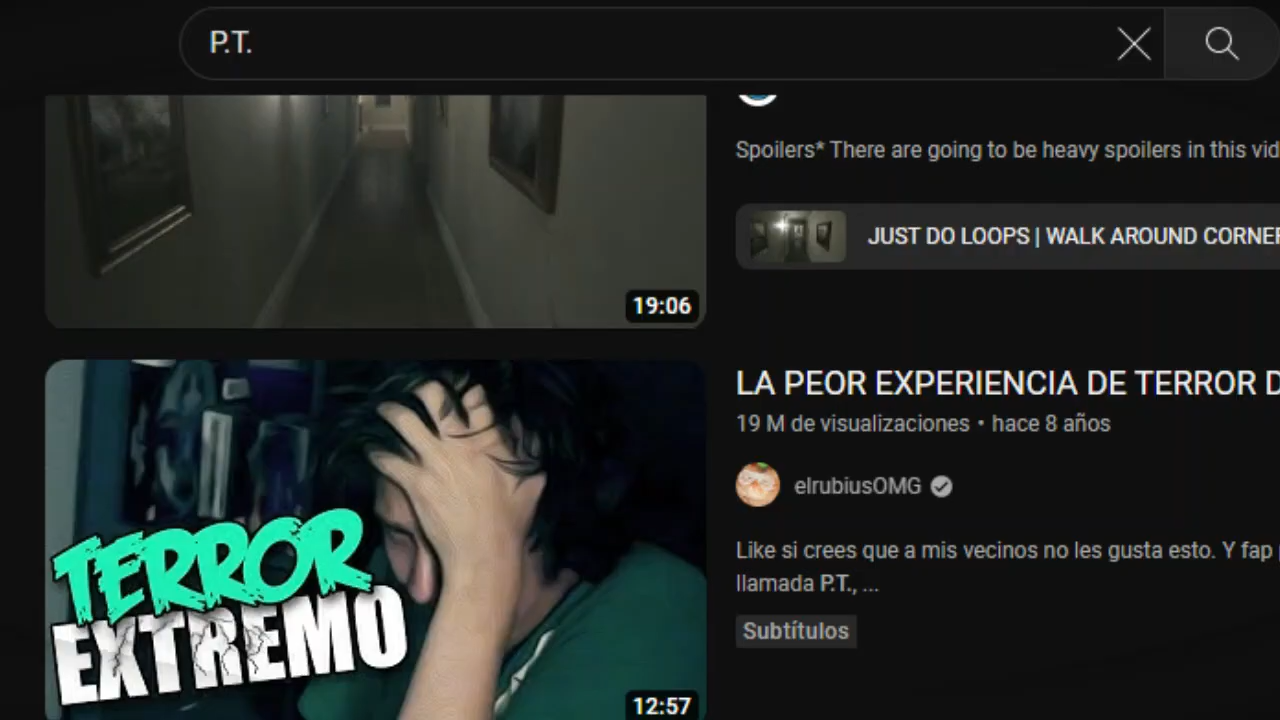 P.T.
Spoilers* There are going to be heavy spoilers in this vid
JUST DO LOOPS | WALK AROUND CORNER
19:06
LA PEOR EXPERIENCIA DE TERROR D
19 M de visualizaciones • hace 8 años
elrubiusOMG
TERROR
EXTREMO
Like si crees que a mis vecinos no les gusta esto. Y fap
llamada P.T., ...
Subtítulos
12:57